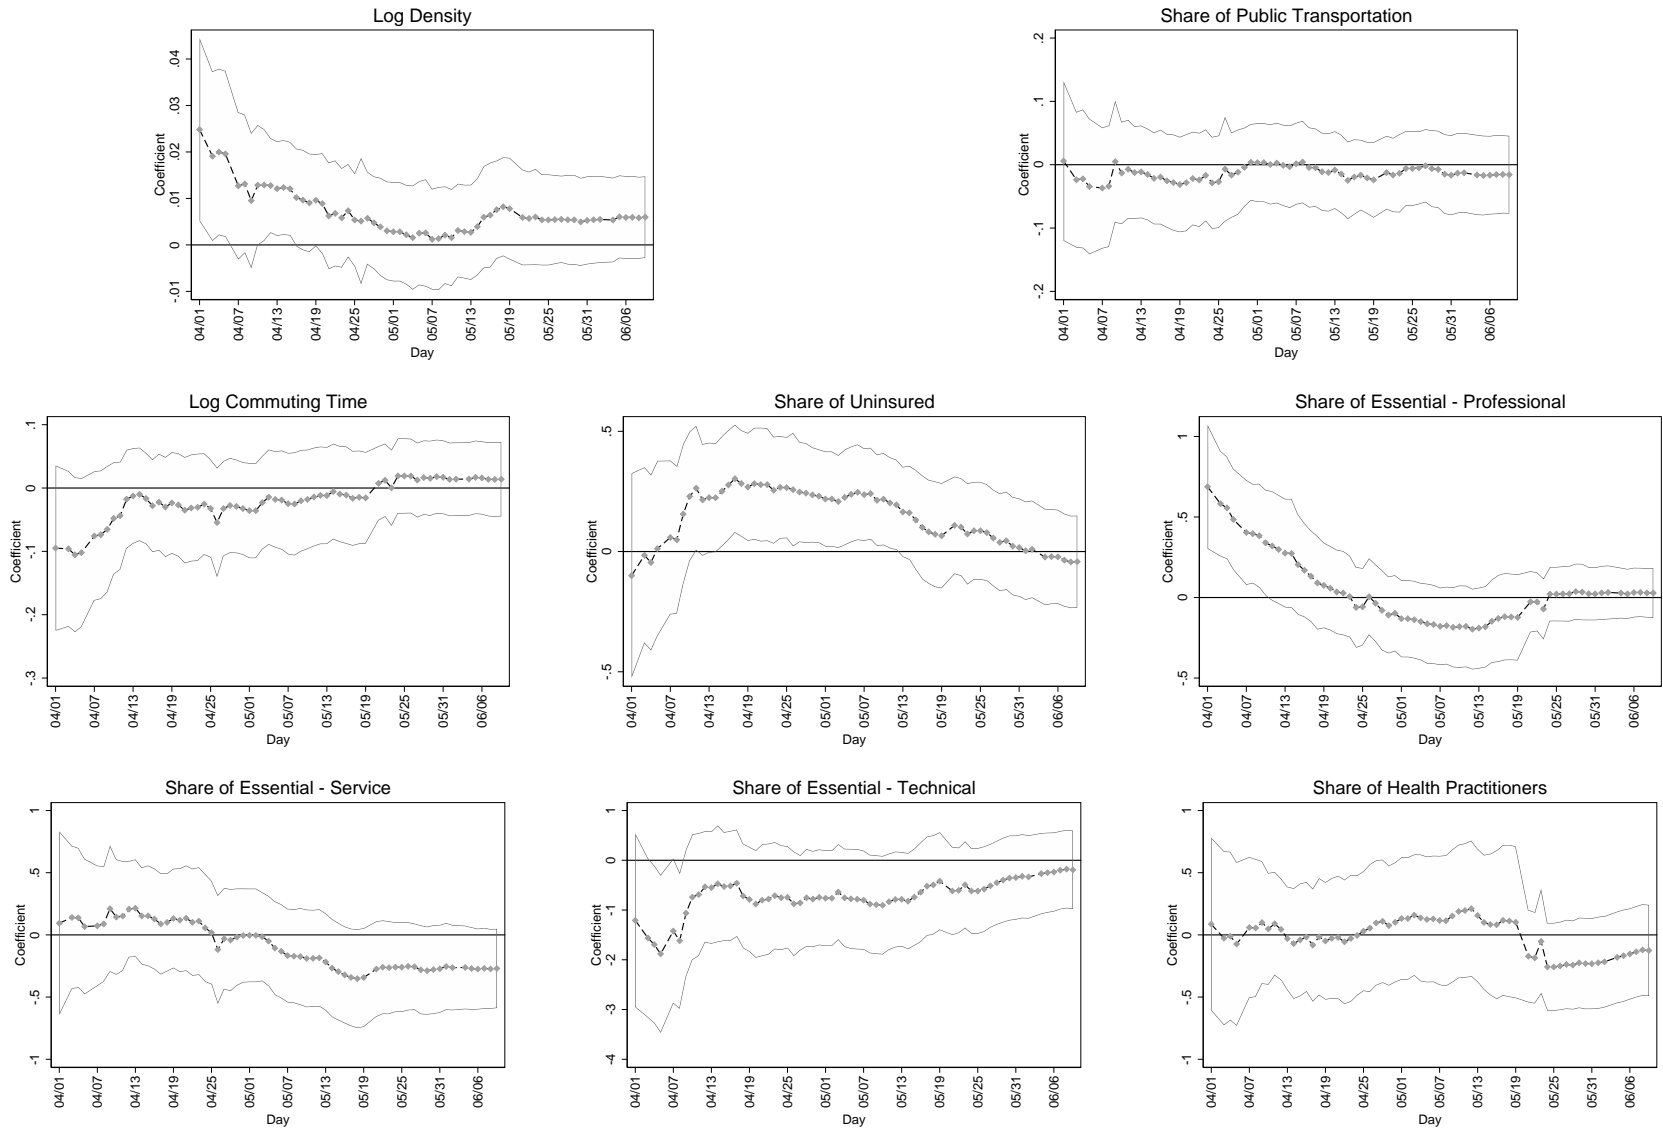 Log Density
Coefficient
.04
.03
.02
.01
0
-.01
04/01 04/07 04/13 04/19 04/25 05/01 05/07 05/13 05/19 05/25 05/31 06/06
Day
Share of Public Transportation
Coefficient
.2
.1
0
-.1
-.2
04/01 04/07 04/13 04/19 04/25 05/01 05/07 05/13 05/19 05/25 05/31 06/06
Day
Log Commuting Time
Coefficient
.1
0
-.1
-.2
-.3
04/01 04/07 04/13 04/19 04/25 05/01 05/07 05/13 05/19 05/25 05/31 06/06
Day
Share of Uninsured
Coefficient
.5
0
-.5
04/01 04/07 04/13 04/19 04/25 05/01 05/07 05/13 05/19 05/25 05/31 06/06
Day
Share of Essential - Professional
Coefficient
1
.5
0
-.5
04/01 04/07 04/13 04/19 04/25 05/01 05/07 05/13 05/19 05/25 05/31 06/06
Day
Share of Essential - Service
Coefficient
1
.5
0
-.5
-1
04/01 04/07 04/13 04/19 04/25 05/01 05/07 05/13 05/19 05/25 05/31 06/06
Day
Share of Essential - Technical
Coefficient
1
0
-1
-2
-3
-4
04/01 04/07 04/13 04/19 04/25 05/01 05/07 05/13 05/19 05/25 05/31 06/06
Day
Share of Health Practitioners
Coefficient
1
.5
0
-.5
-1
04/01 04/07 04/13 04/19 04/25 05/01 05/07 05/13 05/19 05/25 05/31 06/06
Day